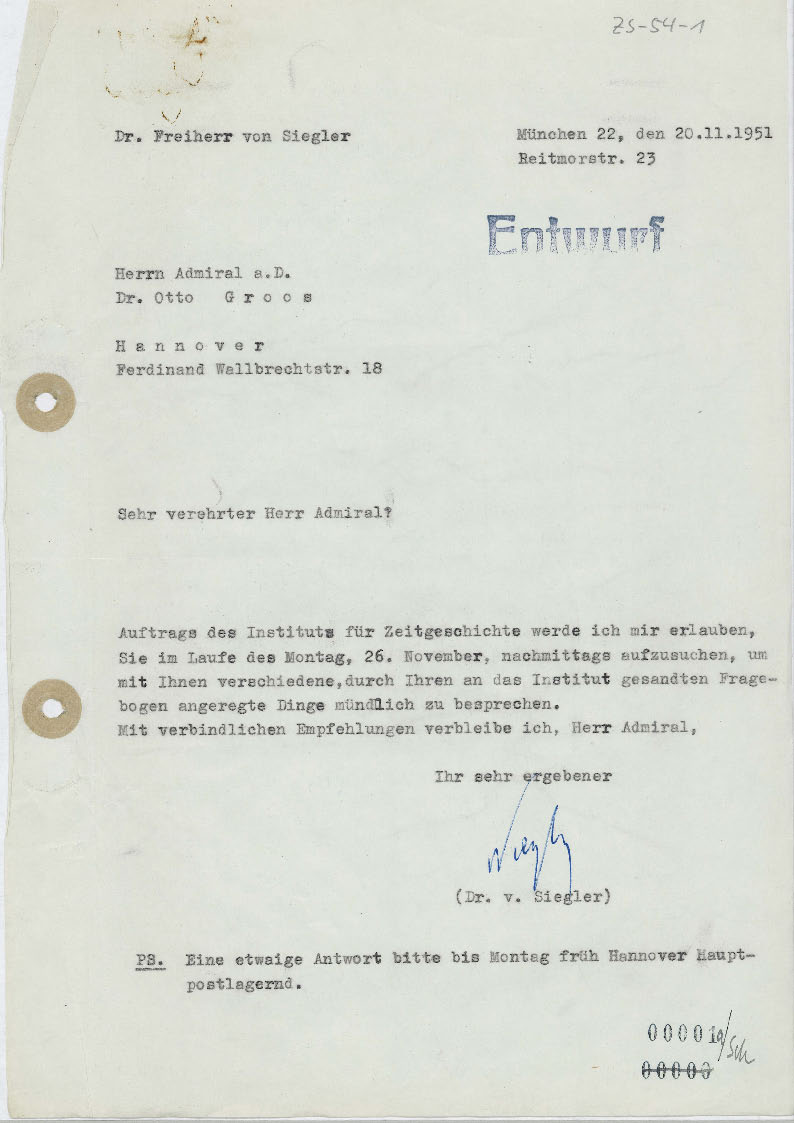 ZS-54-1
Dr. Freiherr von Siegler
München 22, den 20.11.1951
Reitmorstr. 23
Entwurf
Herrn Admiral a.D.
Dr. Otto G r o o s
H a n n o v e r
Ferdinand Wallbrechtstr. 18
Sehr verehrter Herr Admiral?
Auftrags des Instituts für Zeitgeschichte werde ich mir erlauben,
Sie im Laufe des Montag, 26. November, nachmittags aufzusuchen, um
mit Ihnen verschiedene,durch Ihren an das Institut gesandten Frage-
bogen angeregte Dinge mündlich zu besprechen.
Mit verbindlichen Empfehlungen verbleibe ich, Herr Admiral,
Ihr sehr ergebener
(Dr. v. Siegler)
PS. Eine etwaige Antwort bitte bis Montag früh Hannover Haupt-
postlagernd.
00001a/Sch
00000